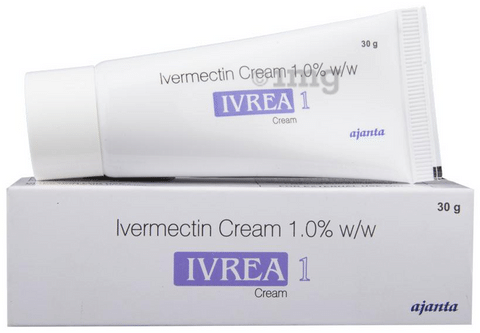 30 g
Ivermectin Cream 1.0% w/w
IVREA 1
Cream
ajanta
30 g
Ivermectin Cream 1.0% w/w
IVREA 1
Cream
ajanta